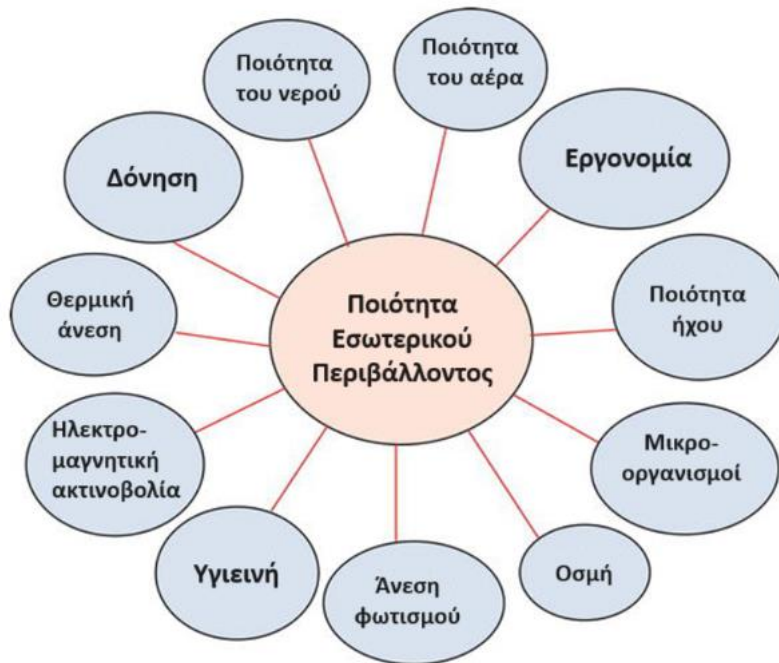 Ποιότητα
του νερού
Ποιότητα
του αέρα
Εργονομία
Δόνηση
Ποιότητα
ήχου
Θερμική
άνεση
Ποιότητα
Εσωτερικού
Περιβάλλοντος
Ηλεκτρο-
μαγνητική
ακτινοβολία
Μικρο-
οργανισμοί
Υγιεινή
Άνεση
φωτισμού
Οσμή